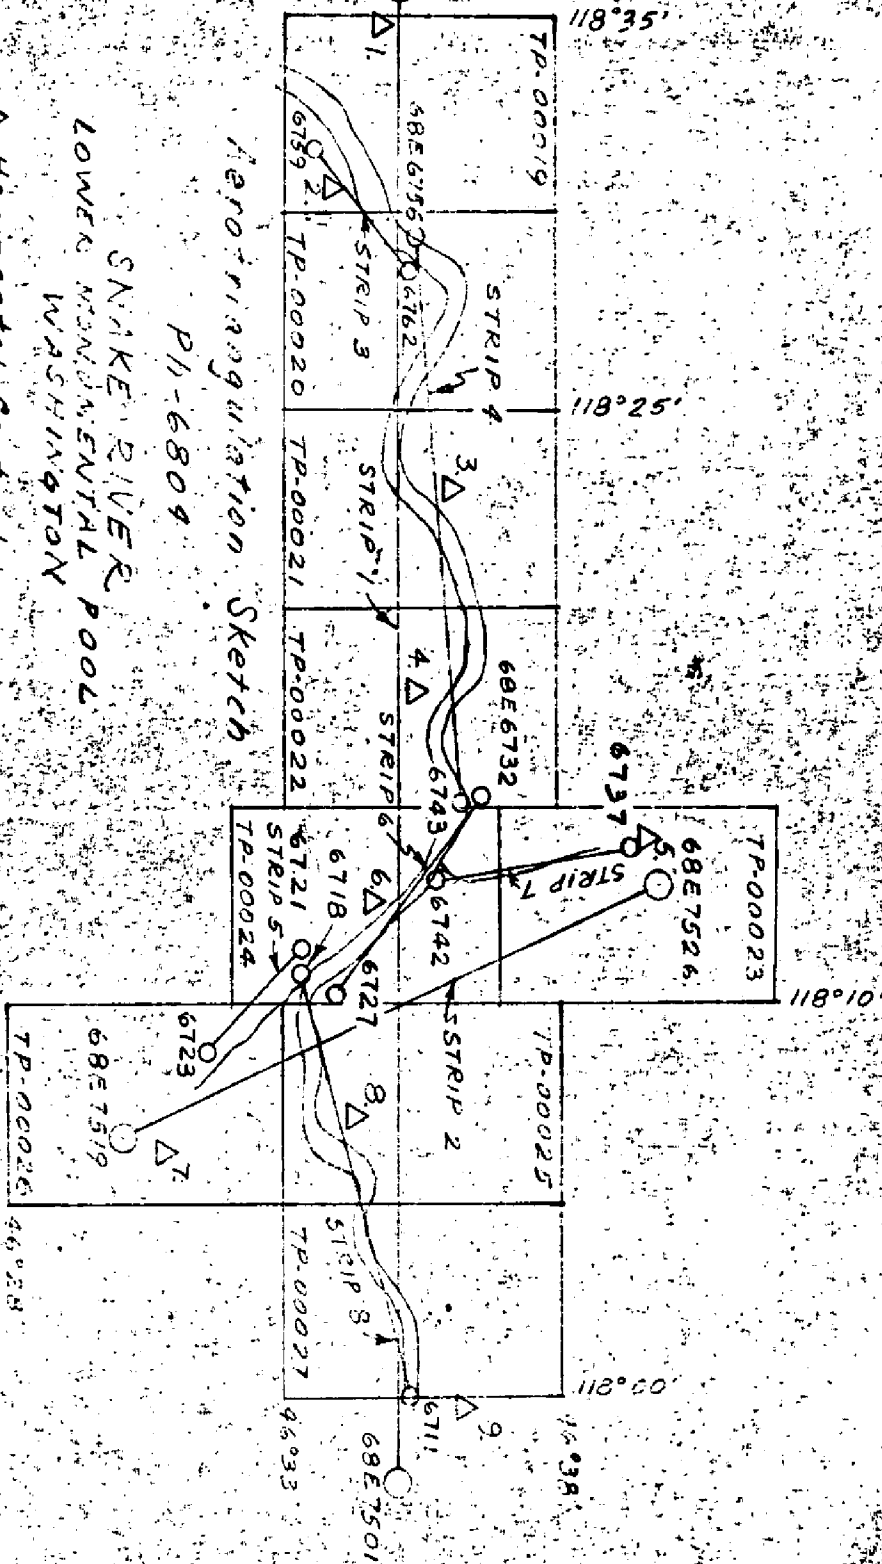 118°35'
118°25'
118°10'
118°00'
TP-00019
1.
68E6756
6759
2.
TP-00020
STRIP 3
6762
STRIP 4
TP-00021
STRIP 1
3
TP-00022
4
68E6732
6743
STRIP 6
6737
5.
68E7526
STRIP 7
TP-00023
6742
6
6718
6721
STRIP 5
TP-00024
6727
STRIP 2
TP-00025
8.
6723
68E7519
7.
TP-00026
46°28'
STRIP 8
TP-00027
6711
9.
46°38'
46°33'
68E7501
Aerotriangulation Sketch
Ph-6804
SNAKE RIVER
LOWER MONUMENTAL POOL
WASHINGTON